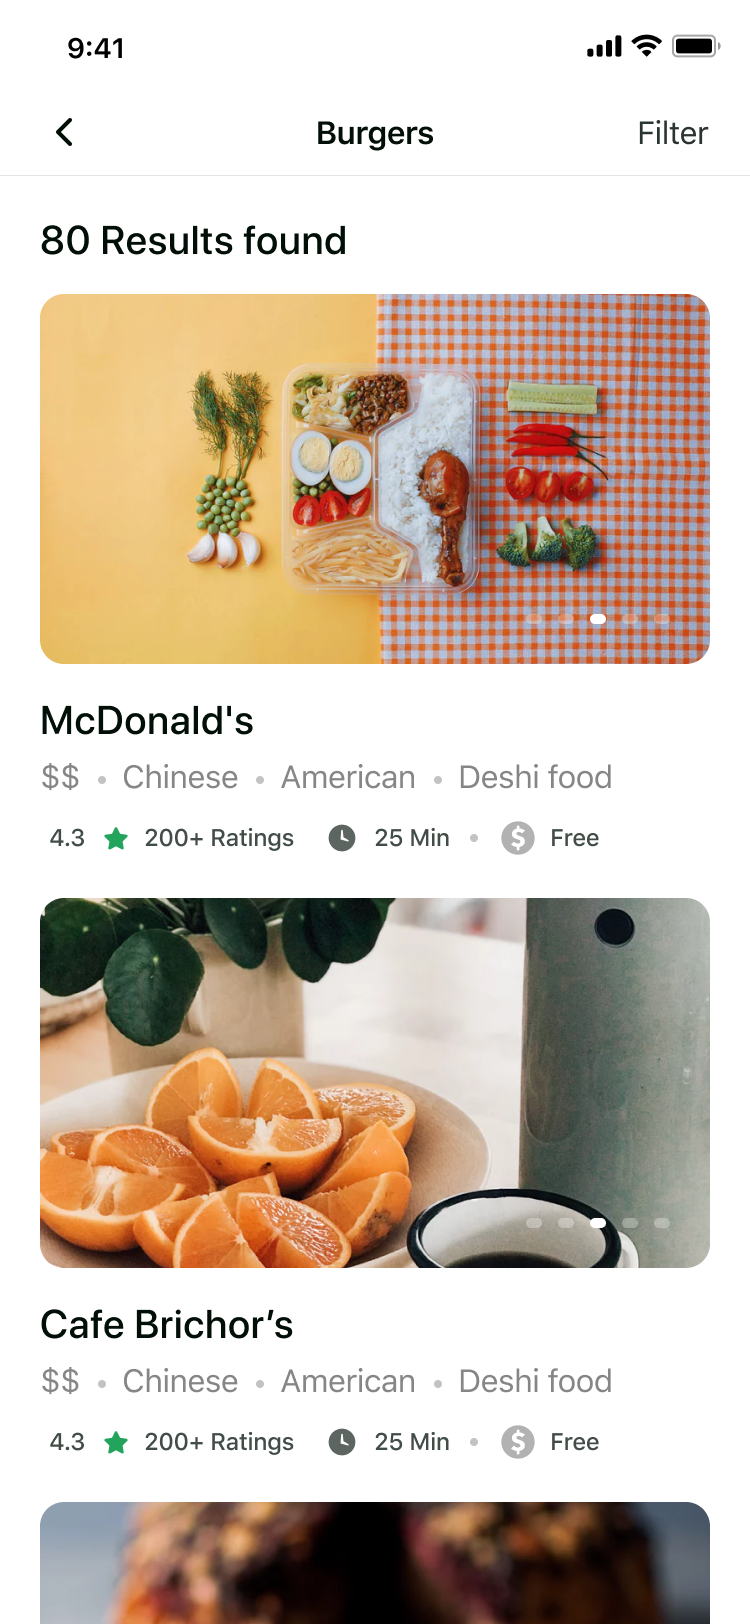 9:41
Burgers
Filter
80 Results found
McDonald's
$$ • Chinese • American • Deshi food
4.3 200+ Ratings 25 Min • $ Free
Cafe Brichor’s
$$ • Chinese • American • Deshi food
4.3 200+ Ratings 25 Min • $ Free